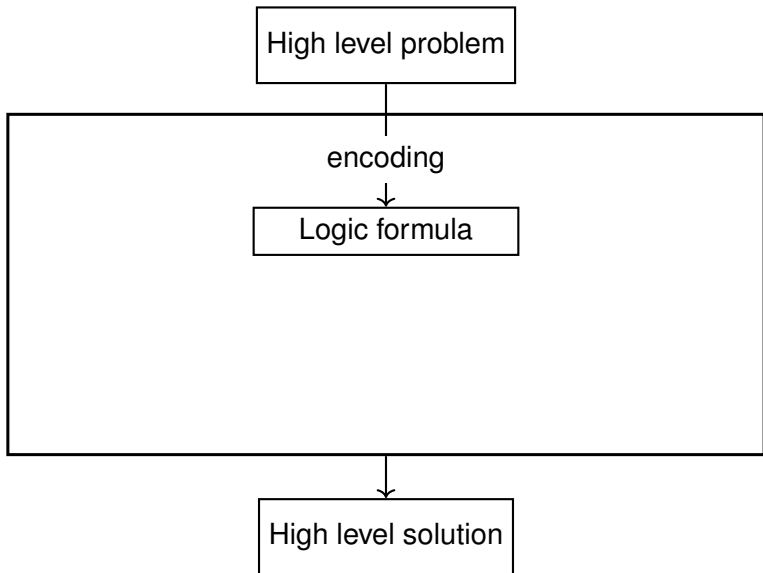 High level problem
encoding
Logic formula
High level solution